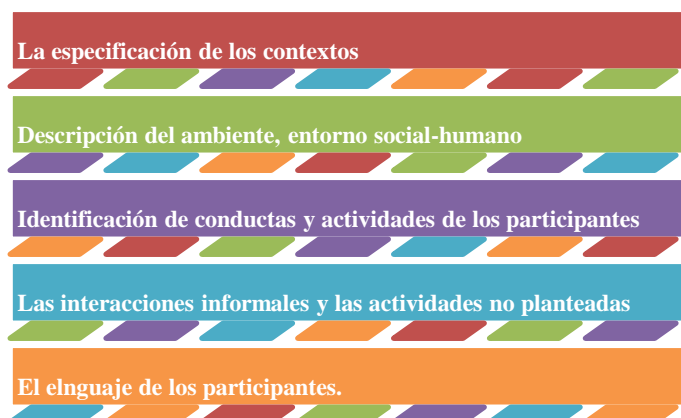 La especificación de los contextos
Descripción del ambiente, entorno social-humano
Identificación de conductas y actividades de los participantes
Las interacciones informales y las actividades no planteadas
El elnguaje de los participantes.